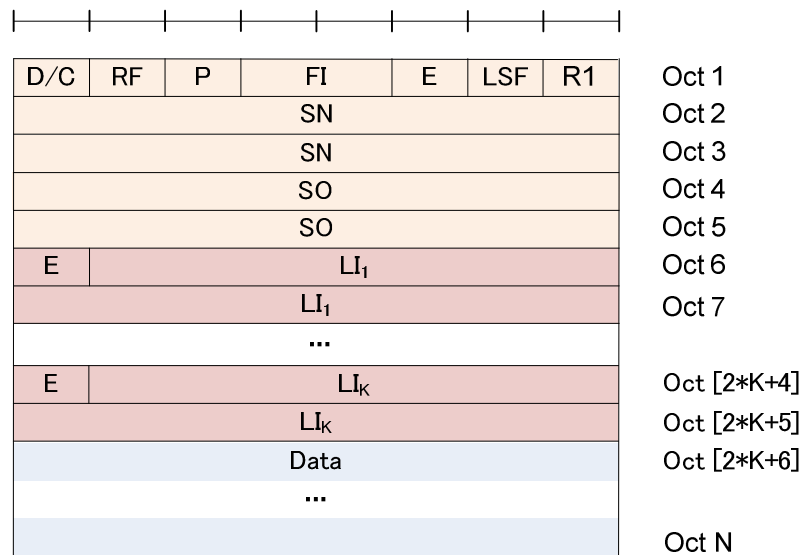 D/C RF P FI E LSF R1 Oct 1
SN Oct 2
SN Oct 3
SO Oct 4
SO Oct 5
E LI₁ Oct 6
LI₁ Oct 7
...
E LIK Oct [2*K+4]
LIK Oct [2*K+5]
Data Oct [2*K+6]
...
Oct N